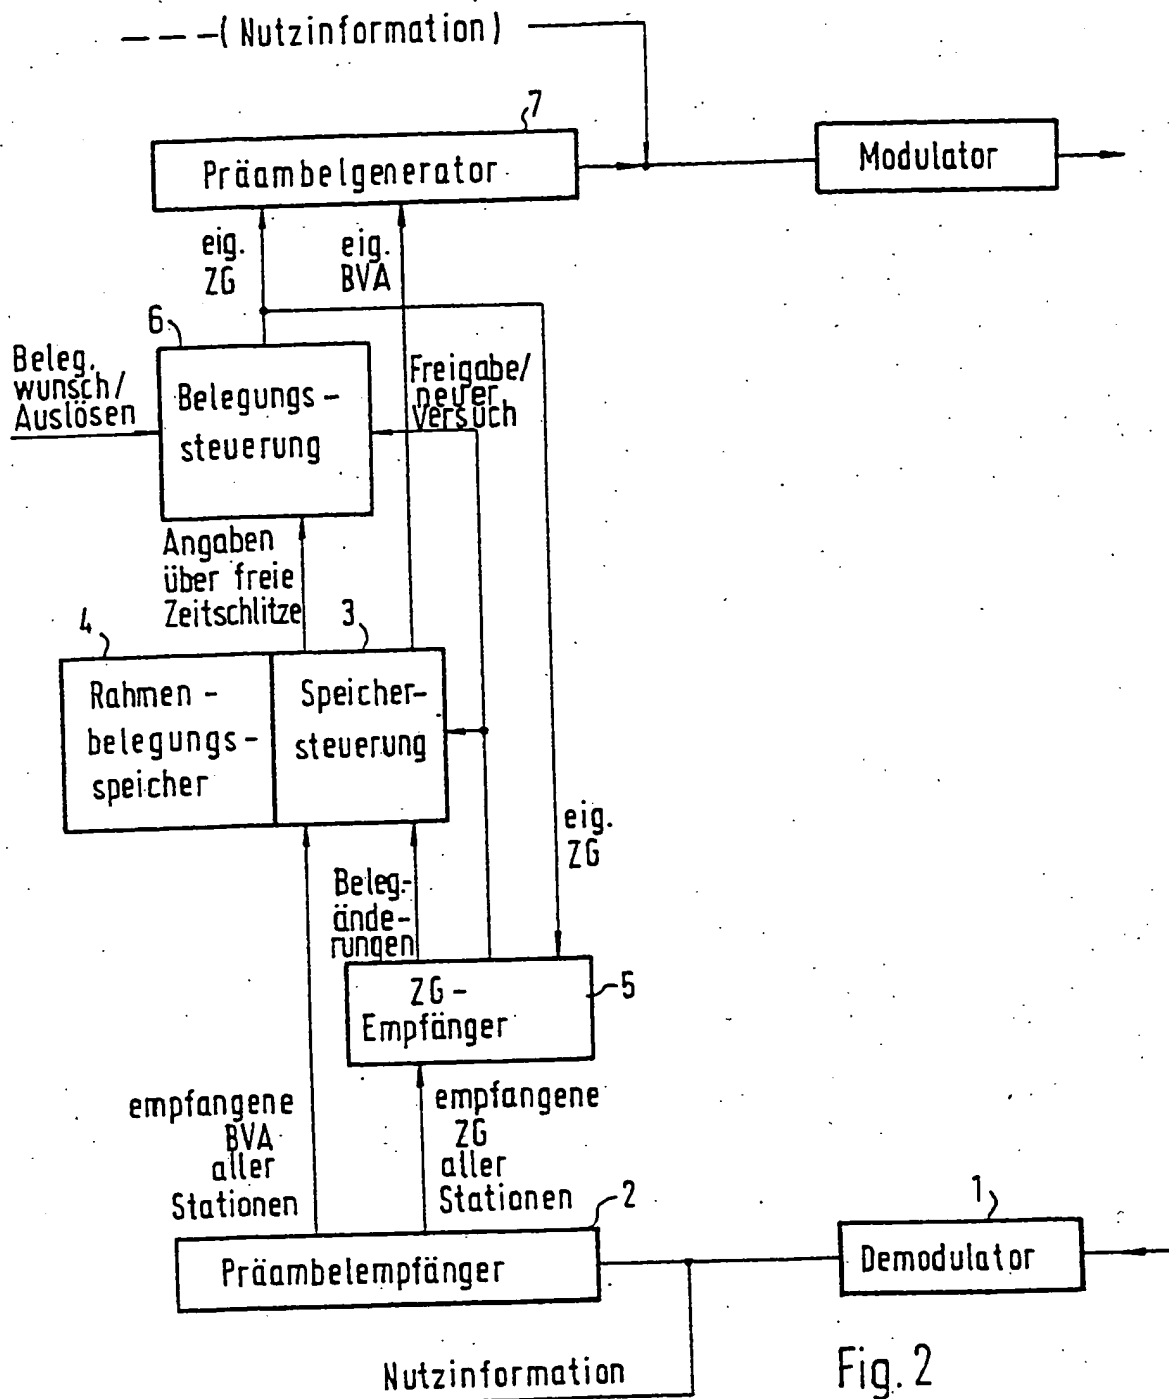 ---(Nutzinformation)
7
Präambelgenerator
Modulator
eig.
ZG
eig.
BVA
6
Beleg.
wunsch/
Auslösen
Belegungs-
steuerung
Freigabe/
neuer
Versuch
Angaben
über freie
Zeitschlitze
4
3
Rahmen-
belegungs-
speicher
Speicher-
steuerung
eig.
ZG
Beleg.-
ände-
rungen
ZG-
Empfänger
5
empfangene
BVA
aller
Stationen
empfangene
ZG
aller
Stationen
2
1
Präambelempfänger
Demodulator
Nutzinformation
Fig. 2